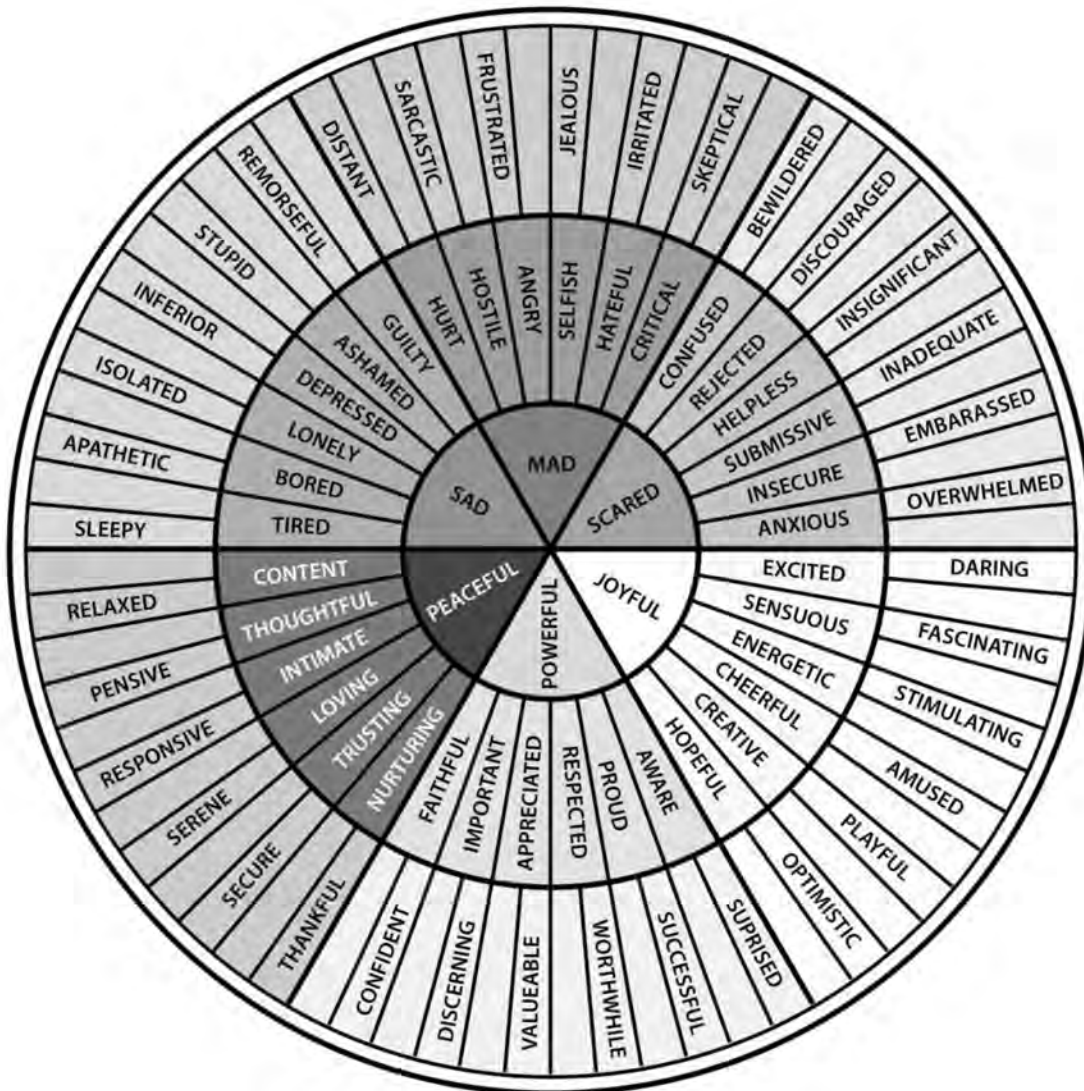 MAD
SCARED
JOYFUL
POWERFUL
PEACEFUL
SAD
HURT
HOSTILE
ANGRY
SELFISH
HATEFUL
CRITICAL
CONFUSED
REJECTED
HELPLESS
SUBMISSIVE
INSECURE
ANXIOUS
EXCITED
SENSUOUS
ENERGETIC
CHEERFUL
CREATIVE
HOPEFUL
AWARE
PROUD
RESPECTED
APPRECIATED
IMPORTANT
FAITHFUL
NURTURING
TRUSTING
LOVING
INTIMATE
THOUGHTFUL
CONTENT
TIRED
BORED
LONELY
DEPRESSED
ASHAMED
GUILTY
DISTANT
SARCASTIC
FRUSTRATED
JEALOUS
IRRITATED
SKEPTICAL
BEWILDERED
DISCOURAGED
INSIGNIFICANT
INADEQUATE
EMBARASSED
OVERWHELMED
DARING
FASCINATING
STIMULATING
AMUSED
PLAYFUL
OPTIMISTIC
SUPRISED
SUCCESSFUL
WORTHWHILE
VALUEABLE
DISCERNING
CONFIDENT
THANKFUL
SECURE
SERENE
RESPONSIVE
PENSIVE
RELAXED
SLEEPY
APATHETIC
ISOLATED
INFERIOR
STUPID
REMORSEFUL